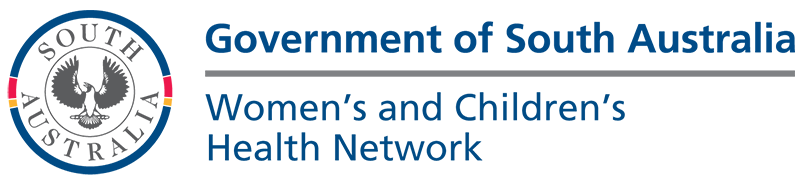 SOUTH
AUSTRALIA
Government of South Australia
Women's and Children's
Health Network